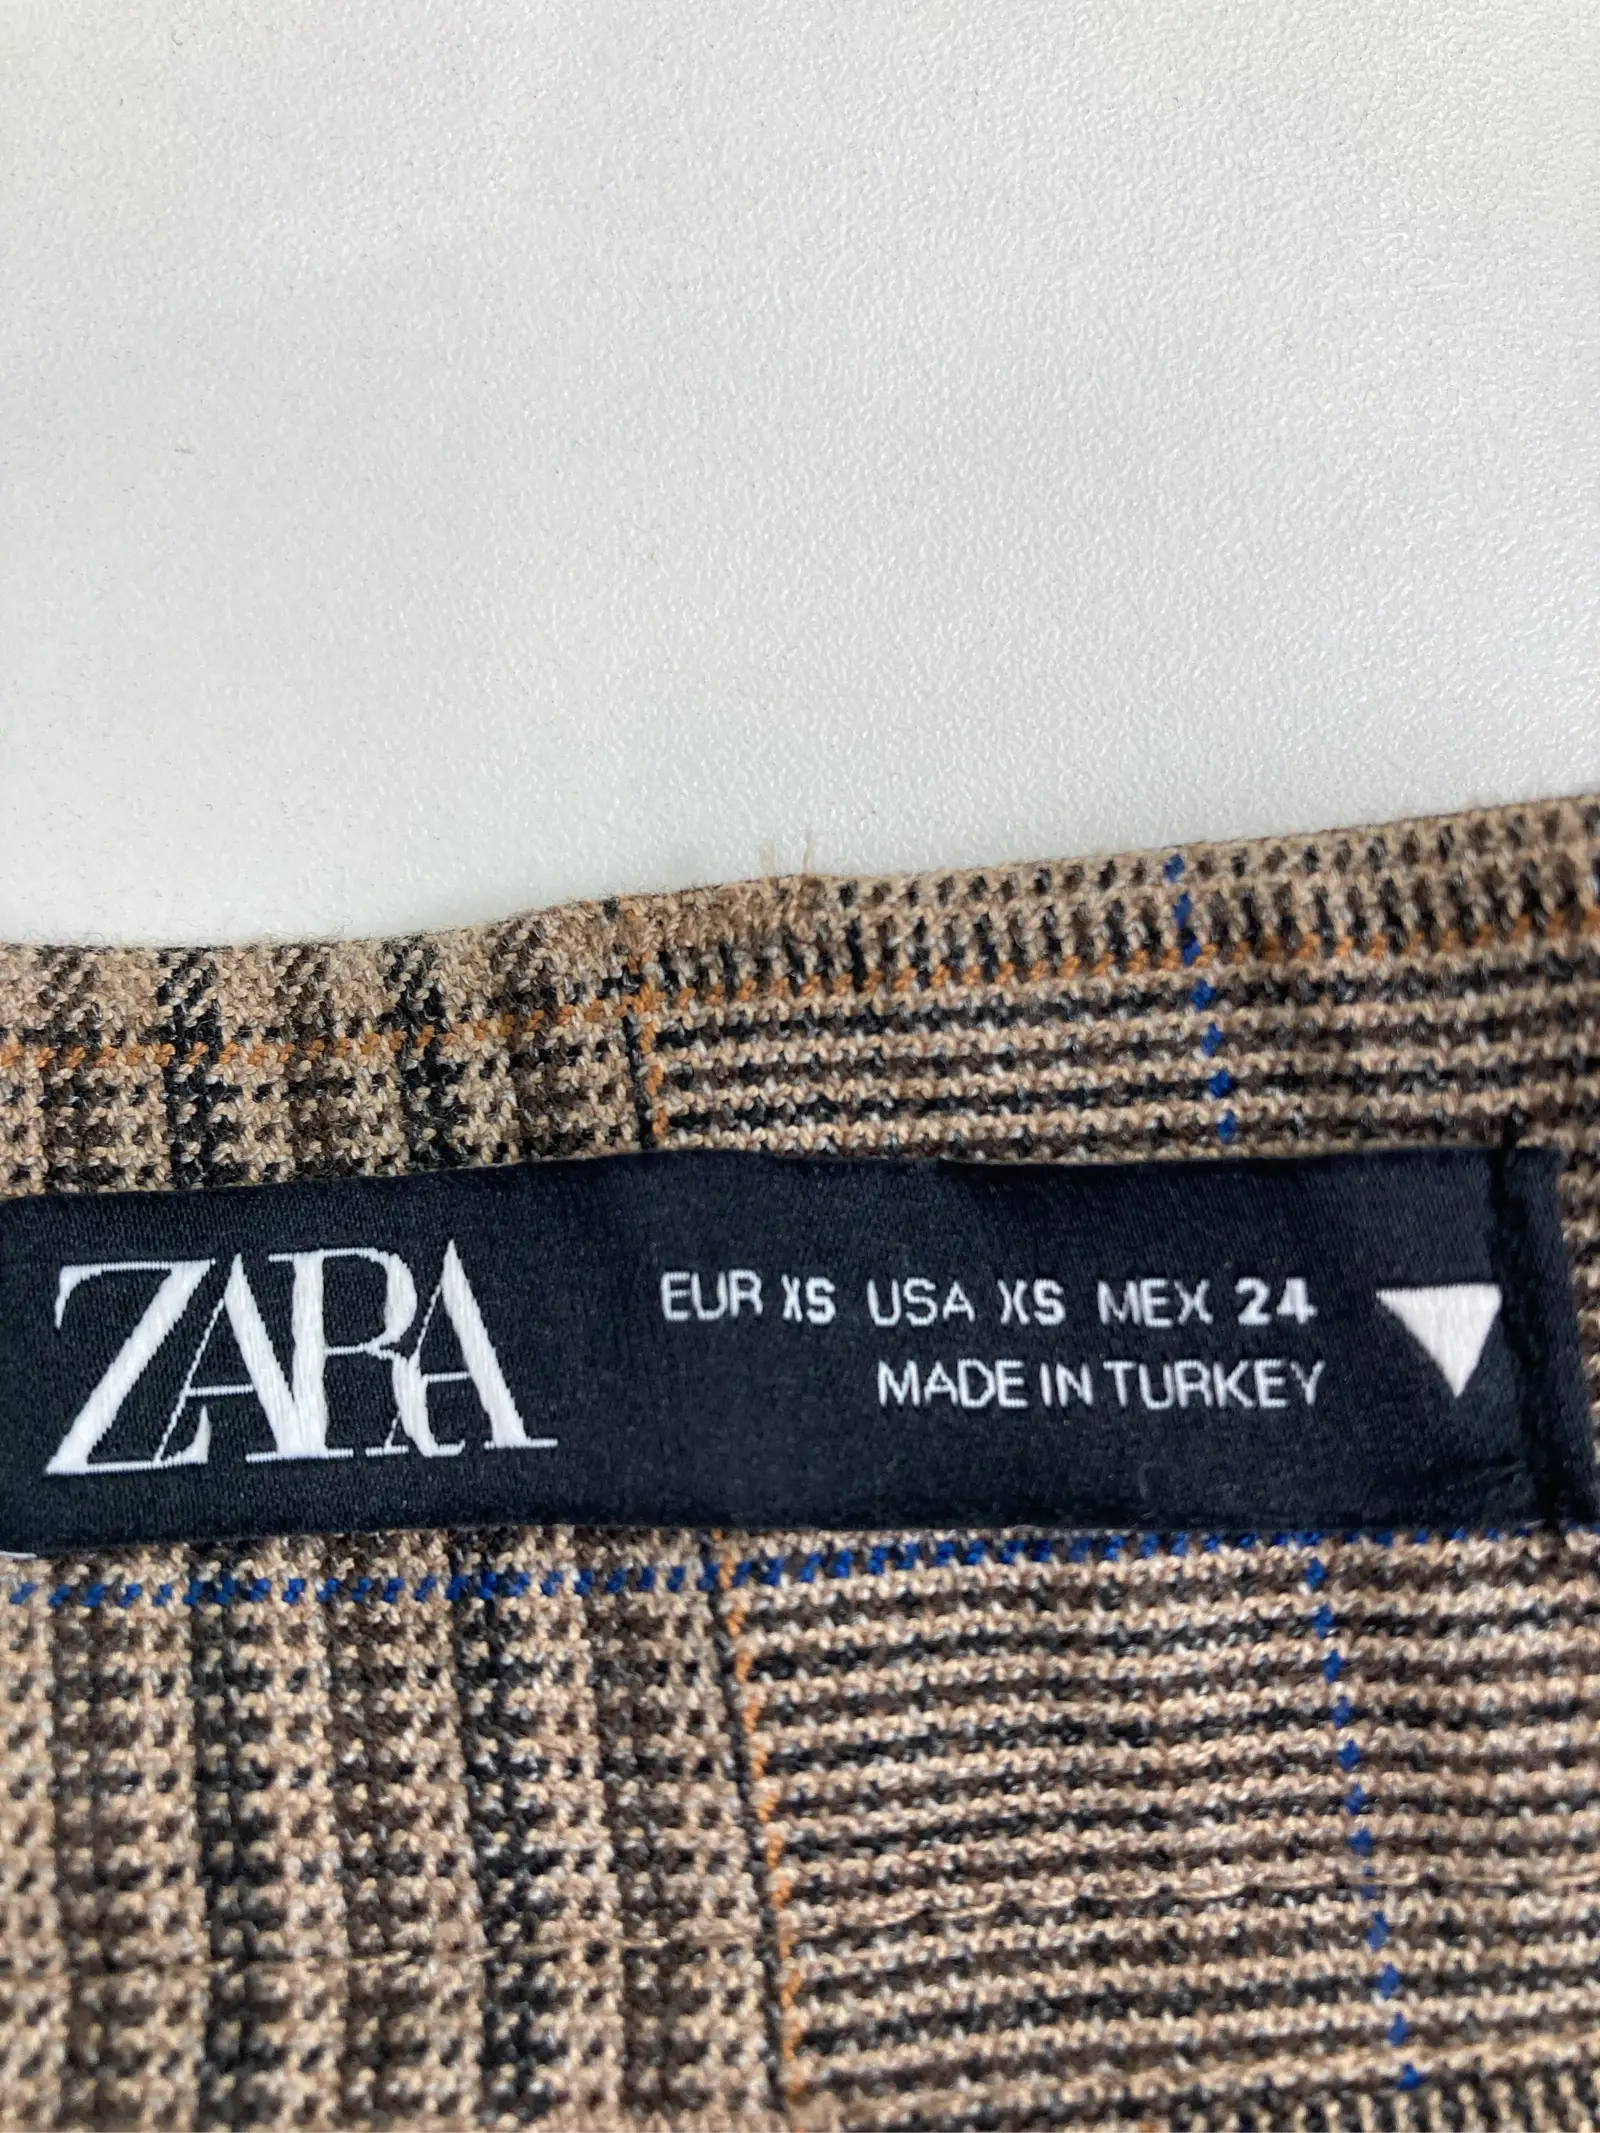 ZARA
EUR XS USA XS MEX 24
MADE IN TURKEY